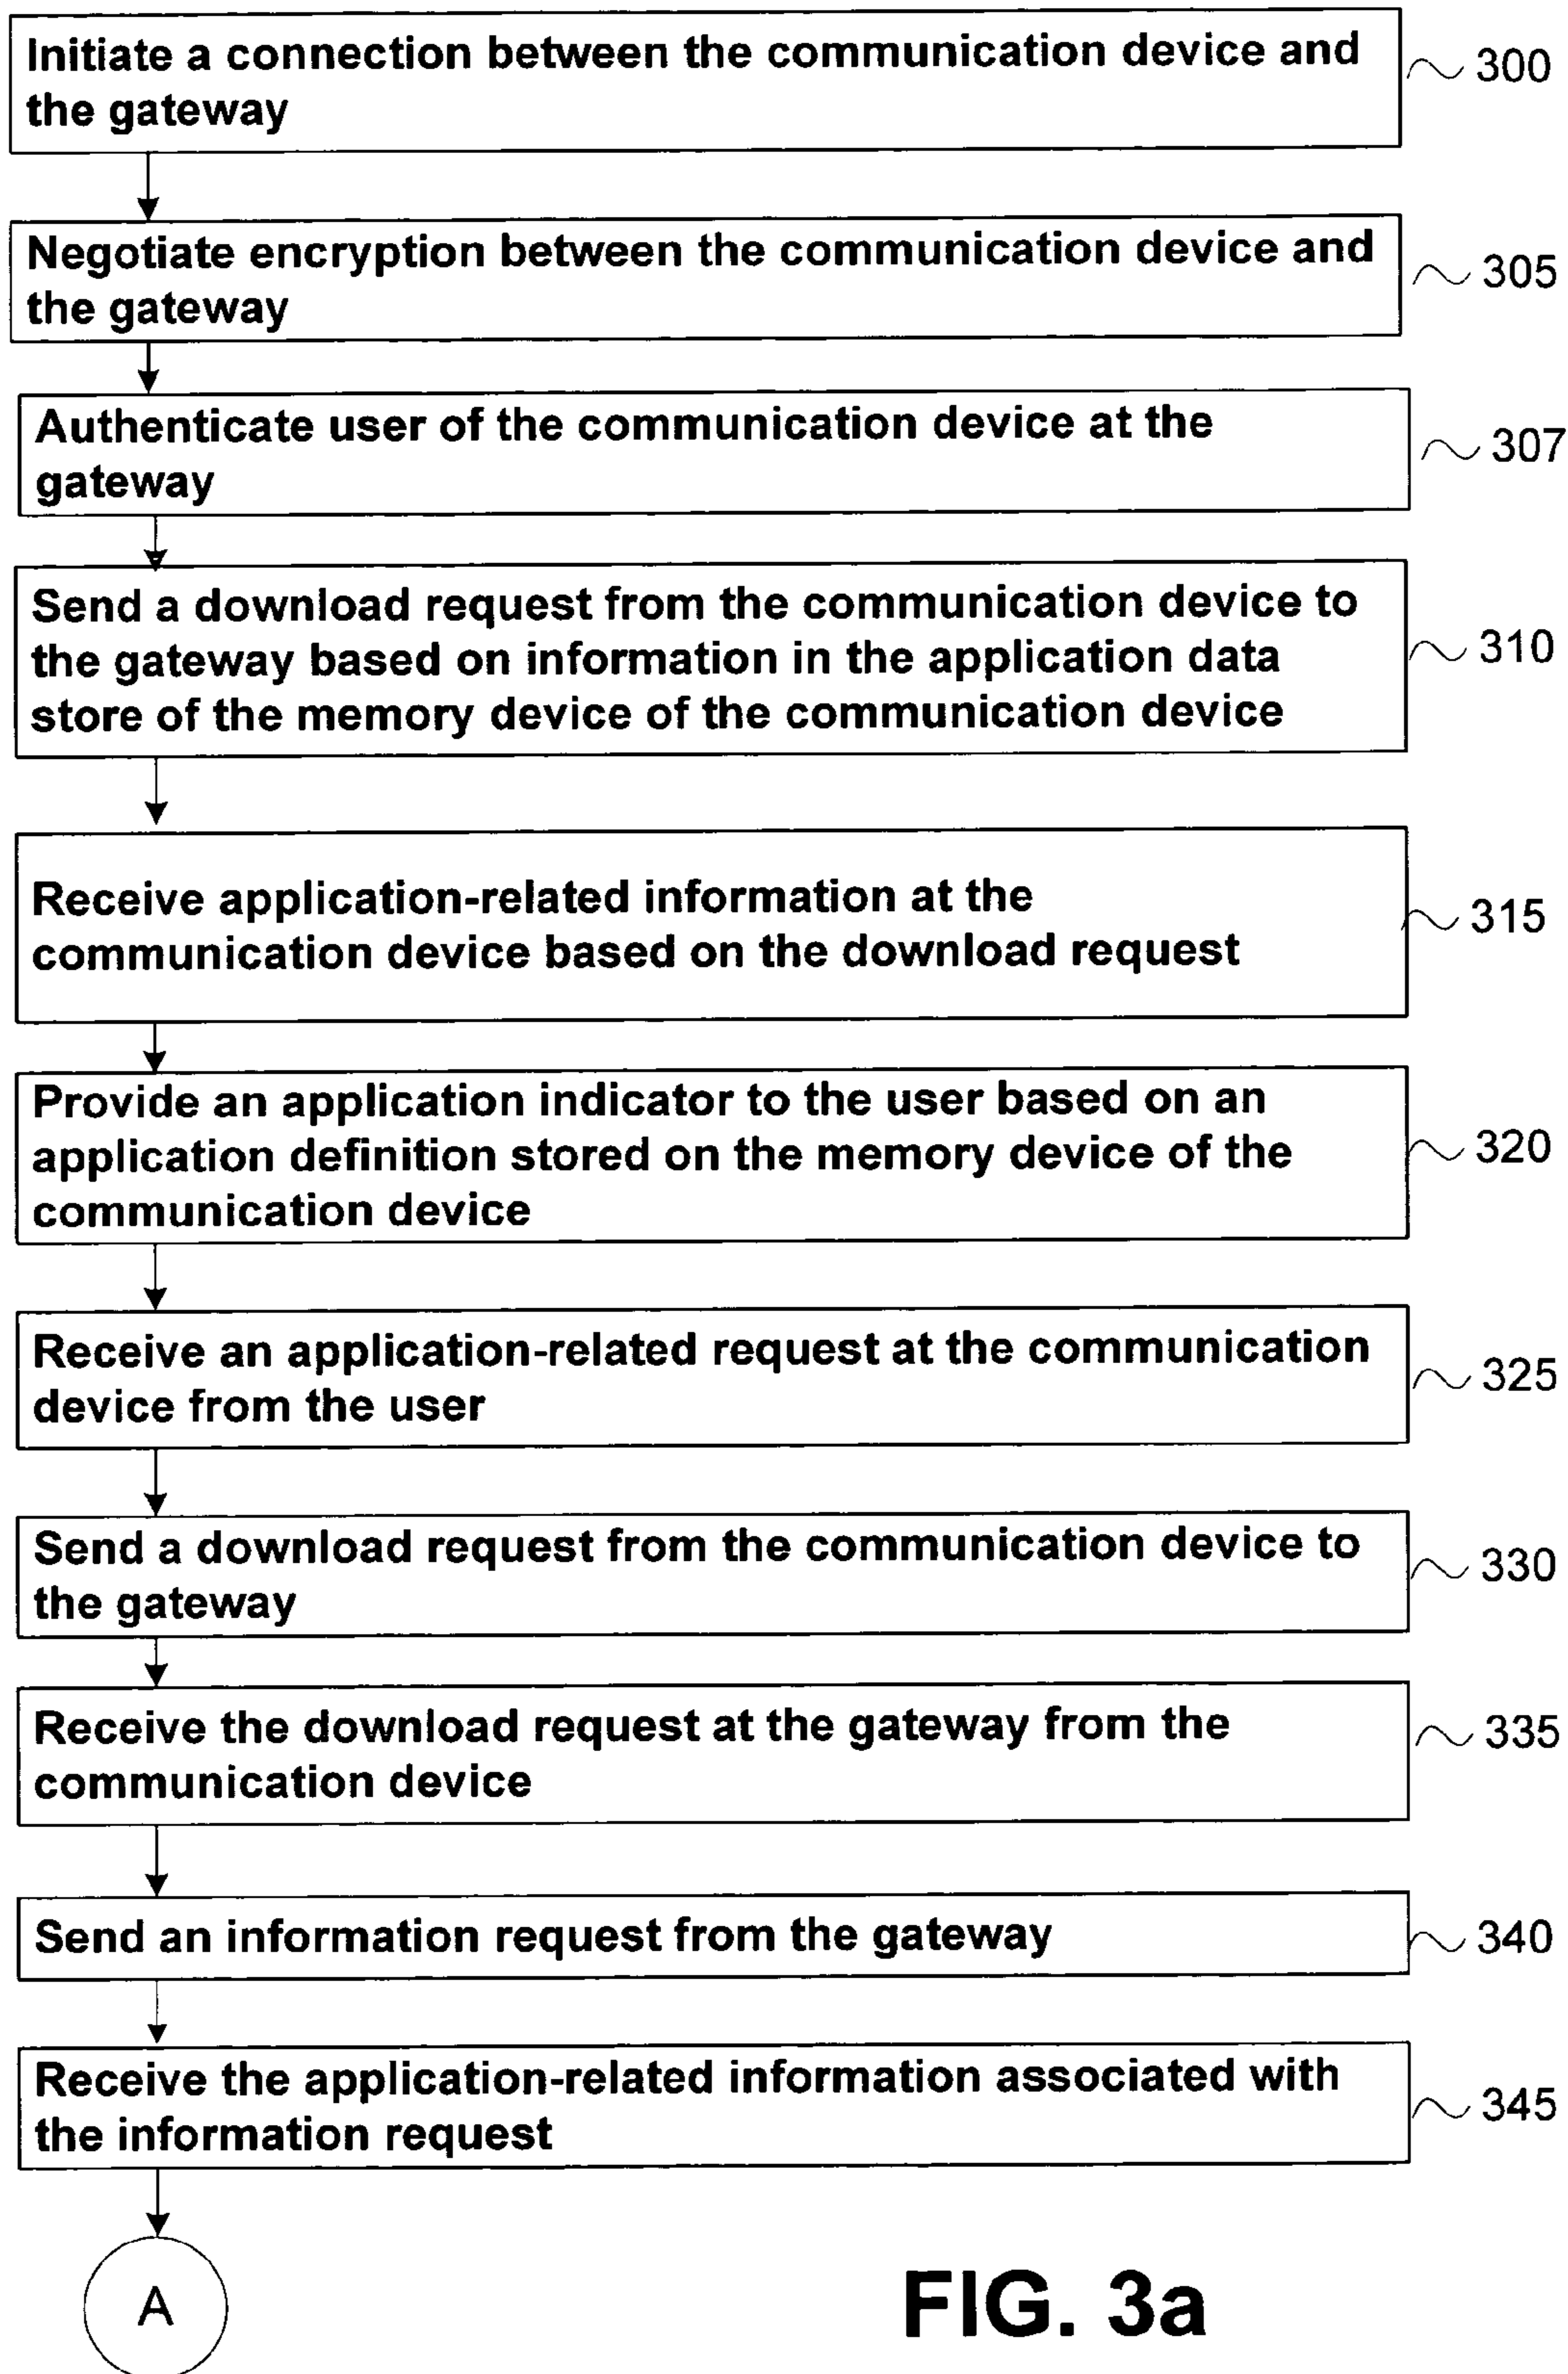 Initiate a connection between the communication device and
the gateway
300
Negotiate encryption between the communication device and
the gateway
305
Authenticate user of the communication device at the
gateway
307
Send a download request from the communication device to
the gateway based on information in the application data
store of the memory device of the communication device
310
Receive application-related information at the
communication device based on the download request
315
Provide an application indicator to the user based on an
application definition stored on the memory device of the
communication device
320
Receive an application-related request at the communication
device from the user
325
Send a download request from the communication device to
the gateway
330
Receive the download request at the gateway from the
communication device
335
Send an information request from the gateway
340
Receive the application-related information associated with
the information request
345
A
FIG. 3a